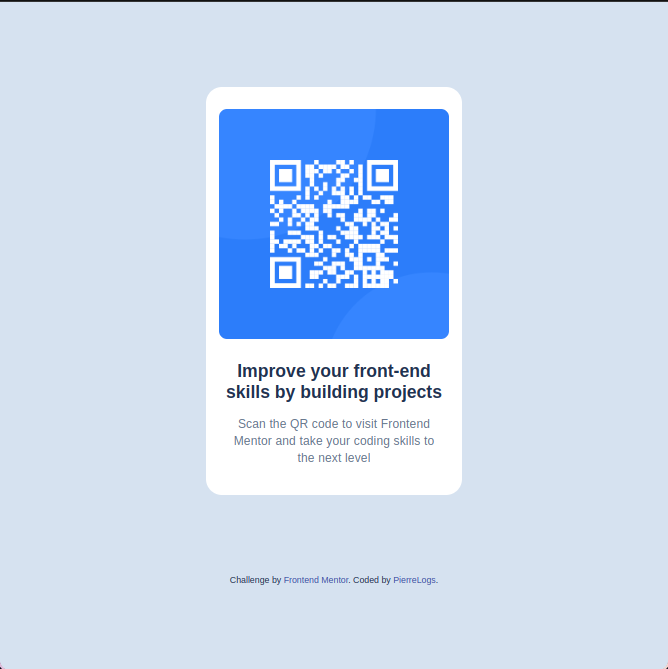 Improve your front-end
skills by building projects
Scan the QR code to visit Frontend
Mentor and take your coding skills to
the next level
Challenge by Frontend Mentor. Coded by PierreLogs.